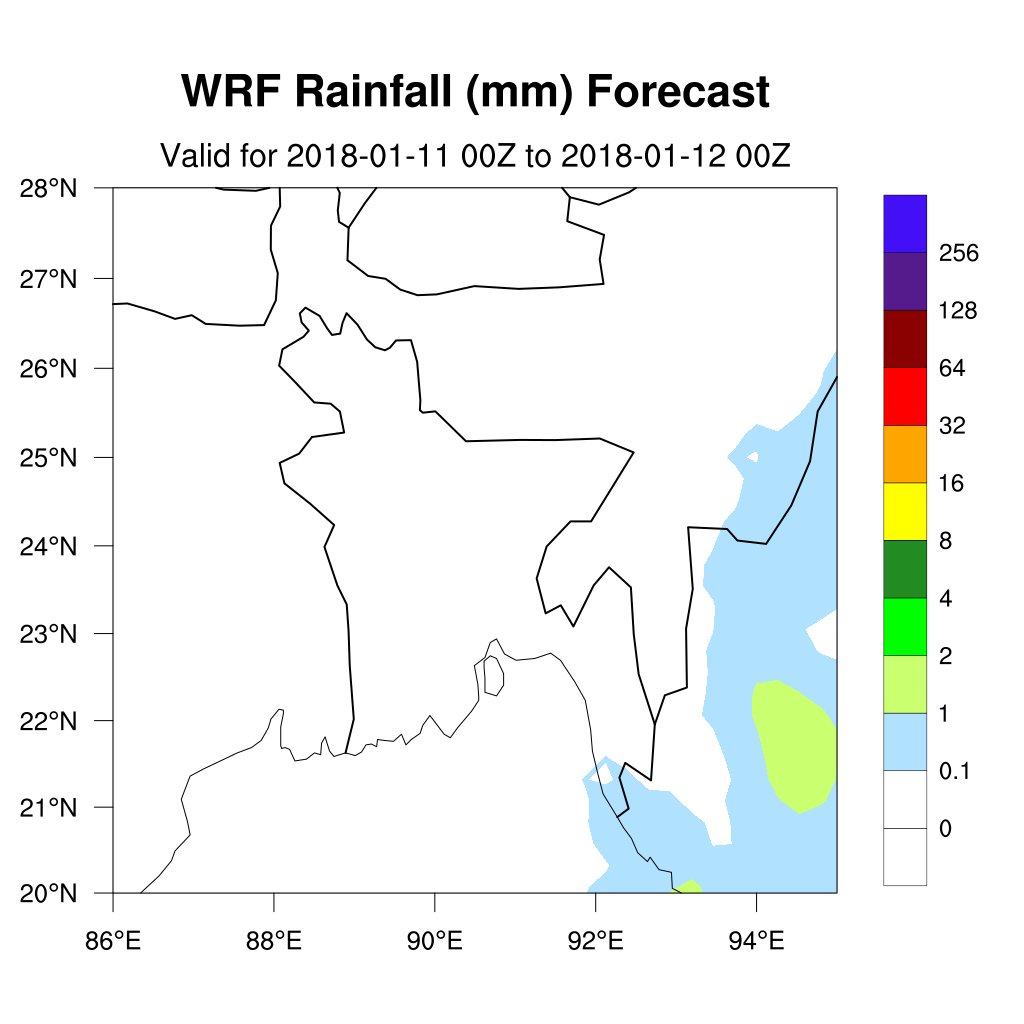 WRF Rainfall (mm) Forecast
Valid for 2018-01-11 00Z to 2018-01-12 00Z
28°N
27°N
26°N
25°N
24°N
23°N
22°N
21°N
20°N
86°E 88°E 90°E 92°E 94°E
256
128
64
32
16
8
4
2
1
0.1
0